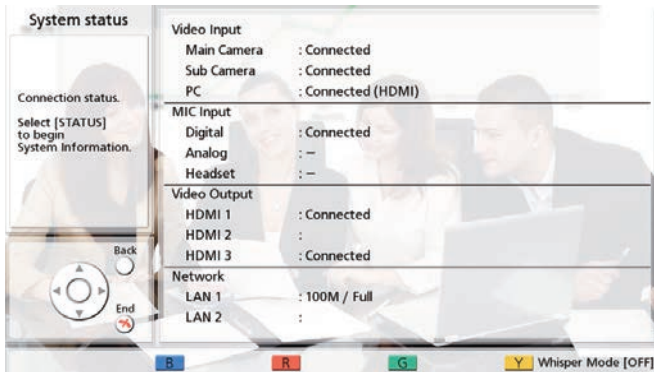 System status
Connection status.
Select [STATUS]
to begin
System Information.
Back
End
Video Input
Main Camera : Connected
Sub Camera : Connected
PC : Connected (HDMI)
MIC Input
Digital : Connected
Analog : –
Headset : –
Video Output
HDMI 1 : Connected
HDMI 2 :
HDMI 3 : Connected
Network
LAN 1 : 100M / Full
LAN 2 :
B R G Y Whisper Mode [OFF]